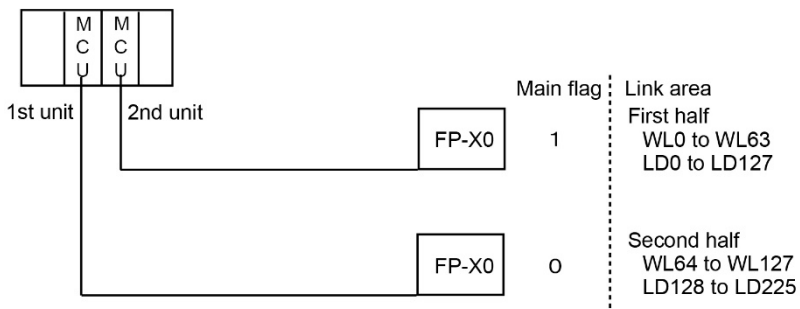 M M
C C
U U
1st unit 2nd unit
Main flag Link area
FP-X0 1 First half
WL0 to WL63
LD0 to LD127
FP-X0 0 Second half
WL64 to WL127
LD128 to LD225